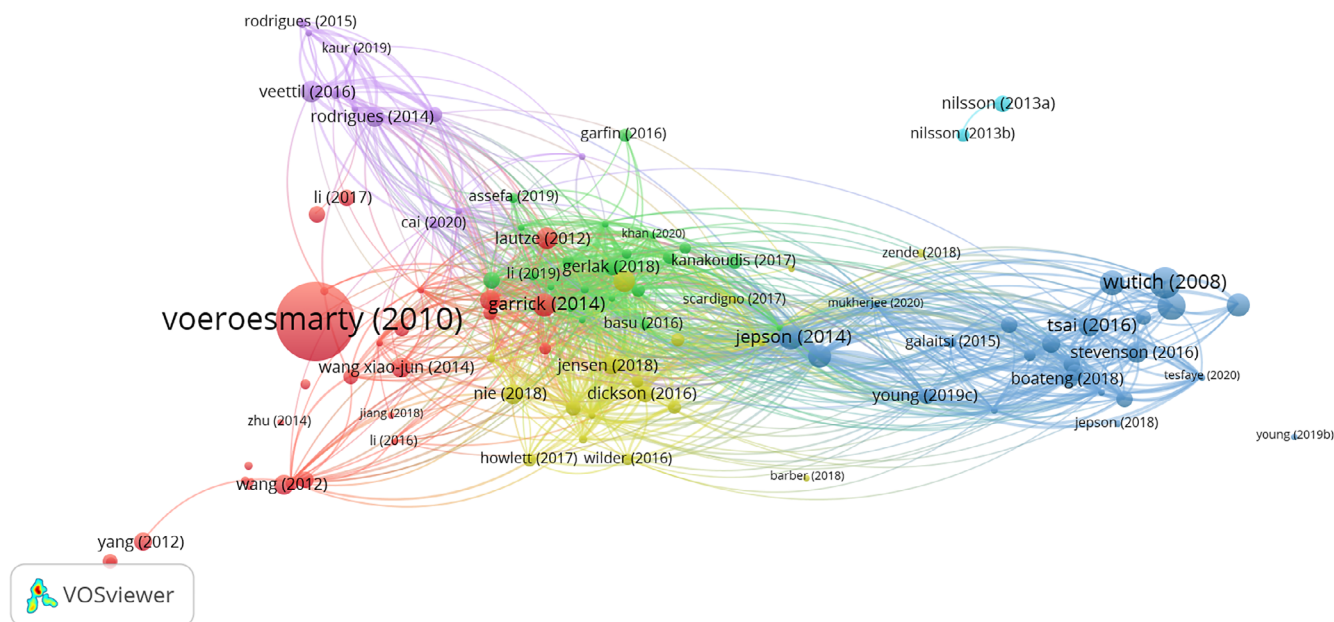 rodrigues (2015)
kaur (2019)
veettil (2016)
nilsson (2013a)
rodrigues (2014)
garfin (2016)
nilsson (2013b)
li (2017)
assefa (2019)
cai (2020)
lautze (2012)
khan (2020)
zende (2018)
li (2019)
gerlak (2018)
kanakoudis (2017)
wutich (2008)
garrick (2014)
scardigno (2017)
mukherjee (2020)
voeroesmarty (2010)
basu (2016)
jepson (2014)
tsai (2016)
galaitsi (2015)
stevenson (2016)
wang xiao-jun (2014)
jensen (2018)
boateng (2018)
tesfaye (2020)
nie (2018)
dickson (2016)
young (2019c)
jiang (2018)
zhu (2014)
jepson (2018)
li (2016)
young (2019b)
howlett (2017)
wilder (2016)
barber (2018)
wang (2012)
yang (2012)
VOSviewer